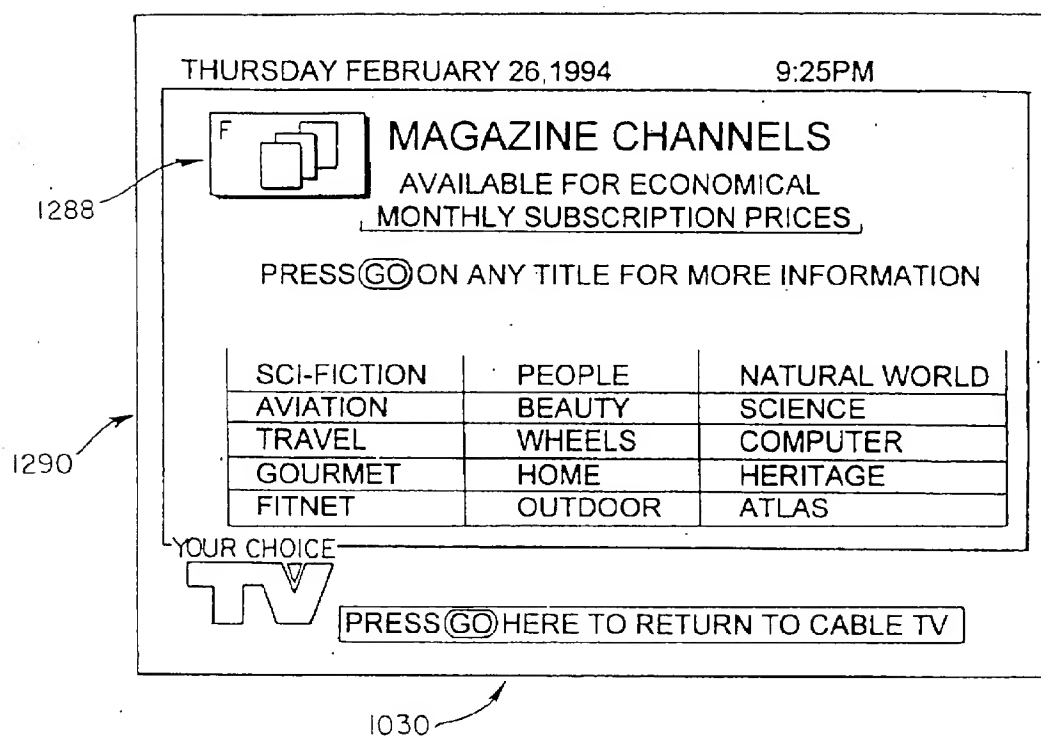 THURSDAY FEBRUARY 26,1994 9:25PM
F
MAGAZINE CHANNELS
AVAILABLE FOR ECONOMICAL
MONTHLY SUBSCRIPTION PRICES
1288
PRESS GO ON ANY TITLE FOR MORE INFORMATION
SCI-FICTION PEOPLE NATURAL WORLD
AVIATION BEAUTY SCIENCE
TRAVEL WHEELS COMPUTER
1290
GOURMET HOME HERITAGE
FITNET OUTDOOR ATLAS
YOUR CHOICE
TV
PRESS GO HERE TO RETURN TO CABLE TV
1030